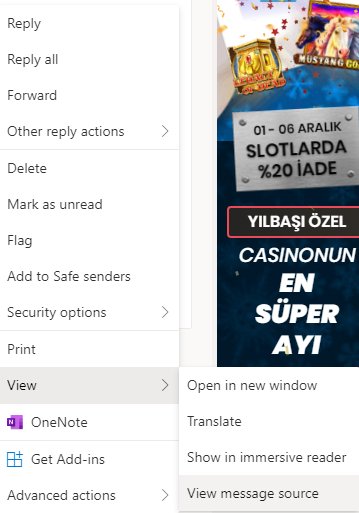 Reply
Reply all
Forward
Other reply actions
Delete
Mark as unread
Flag
Add to Safe senders
Security options
Print
View
OneNote
Get Add-ins
Advanced actions
MUSTANG GO
01 - 06 ARALIK
SLOTLARDA
%20 İADE
YILBAŞI ÖZEL
CASINONUN
EN
SÜPER
AYI
Open in new window
Translate
Show in immersive reader
View message source